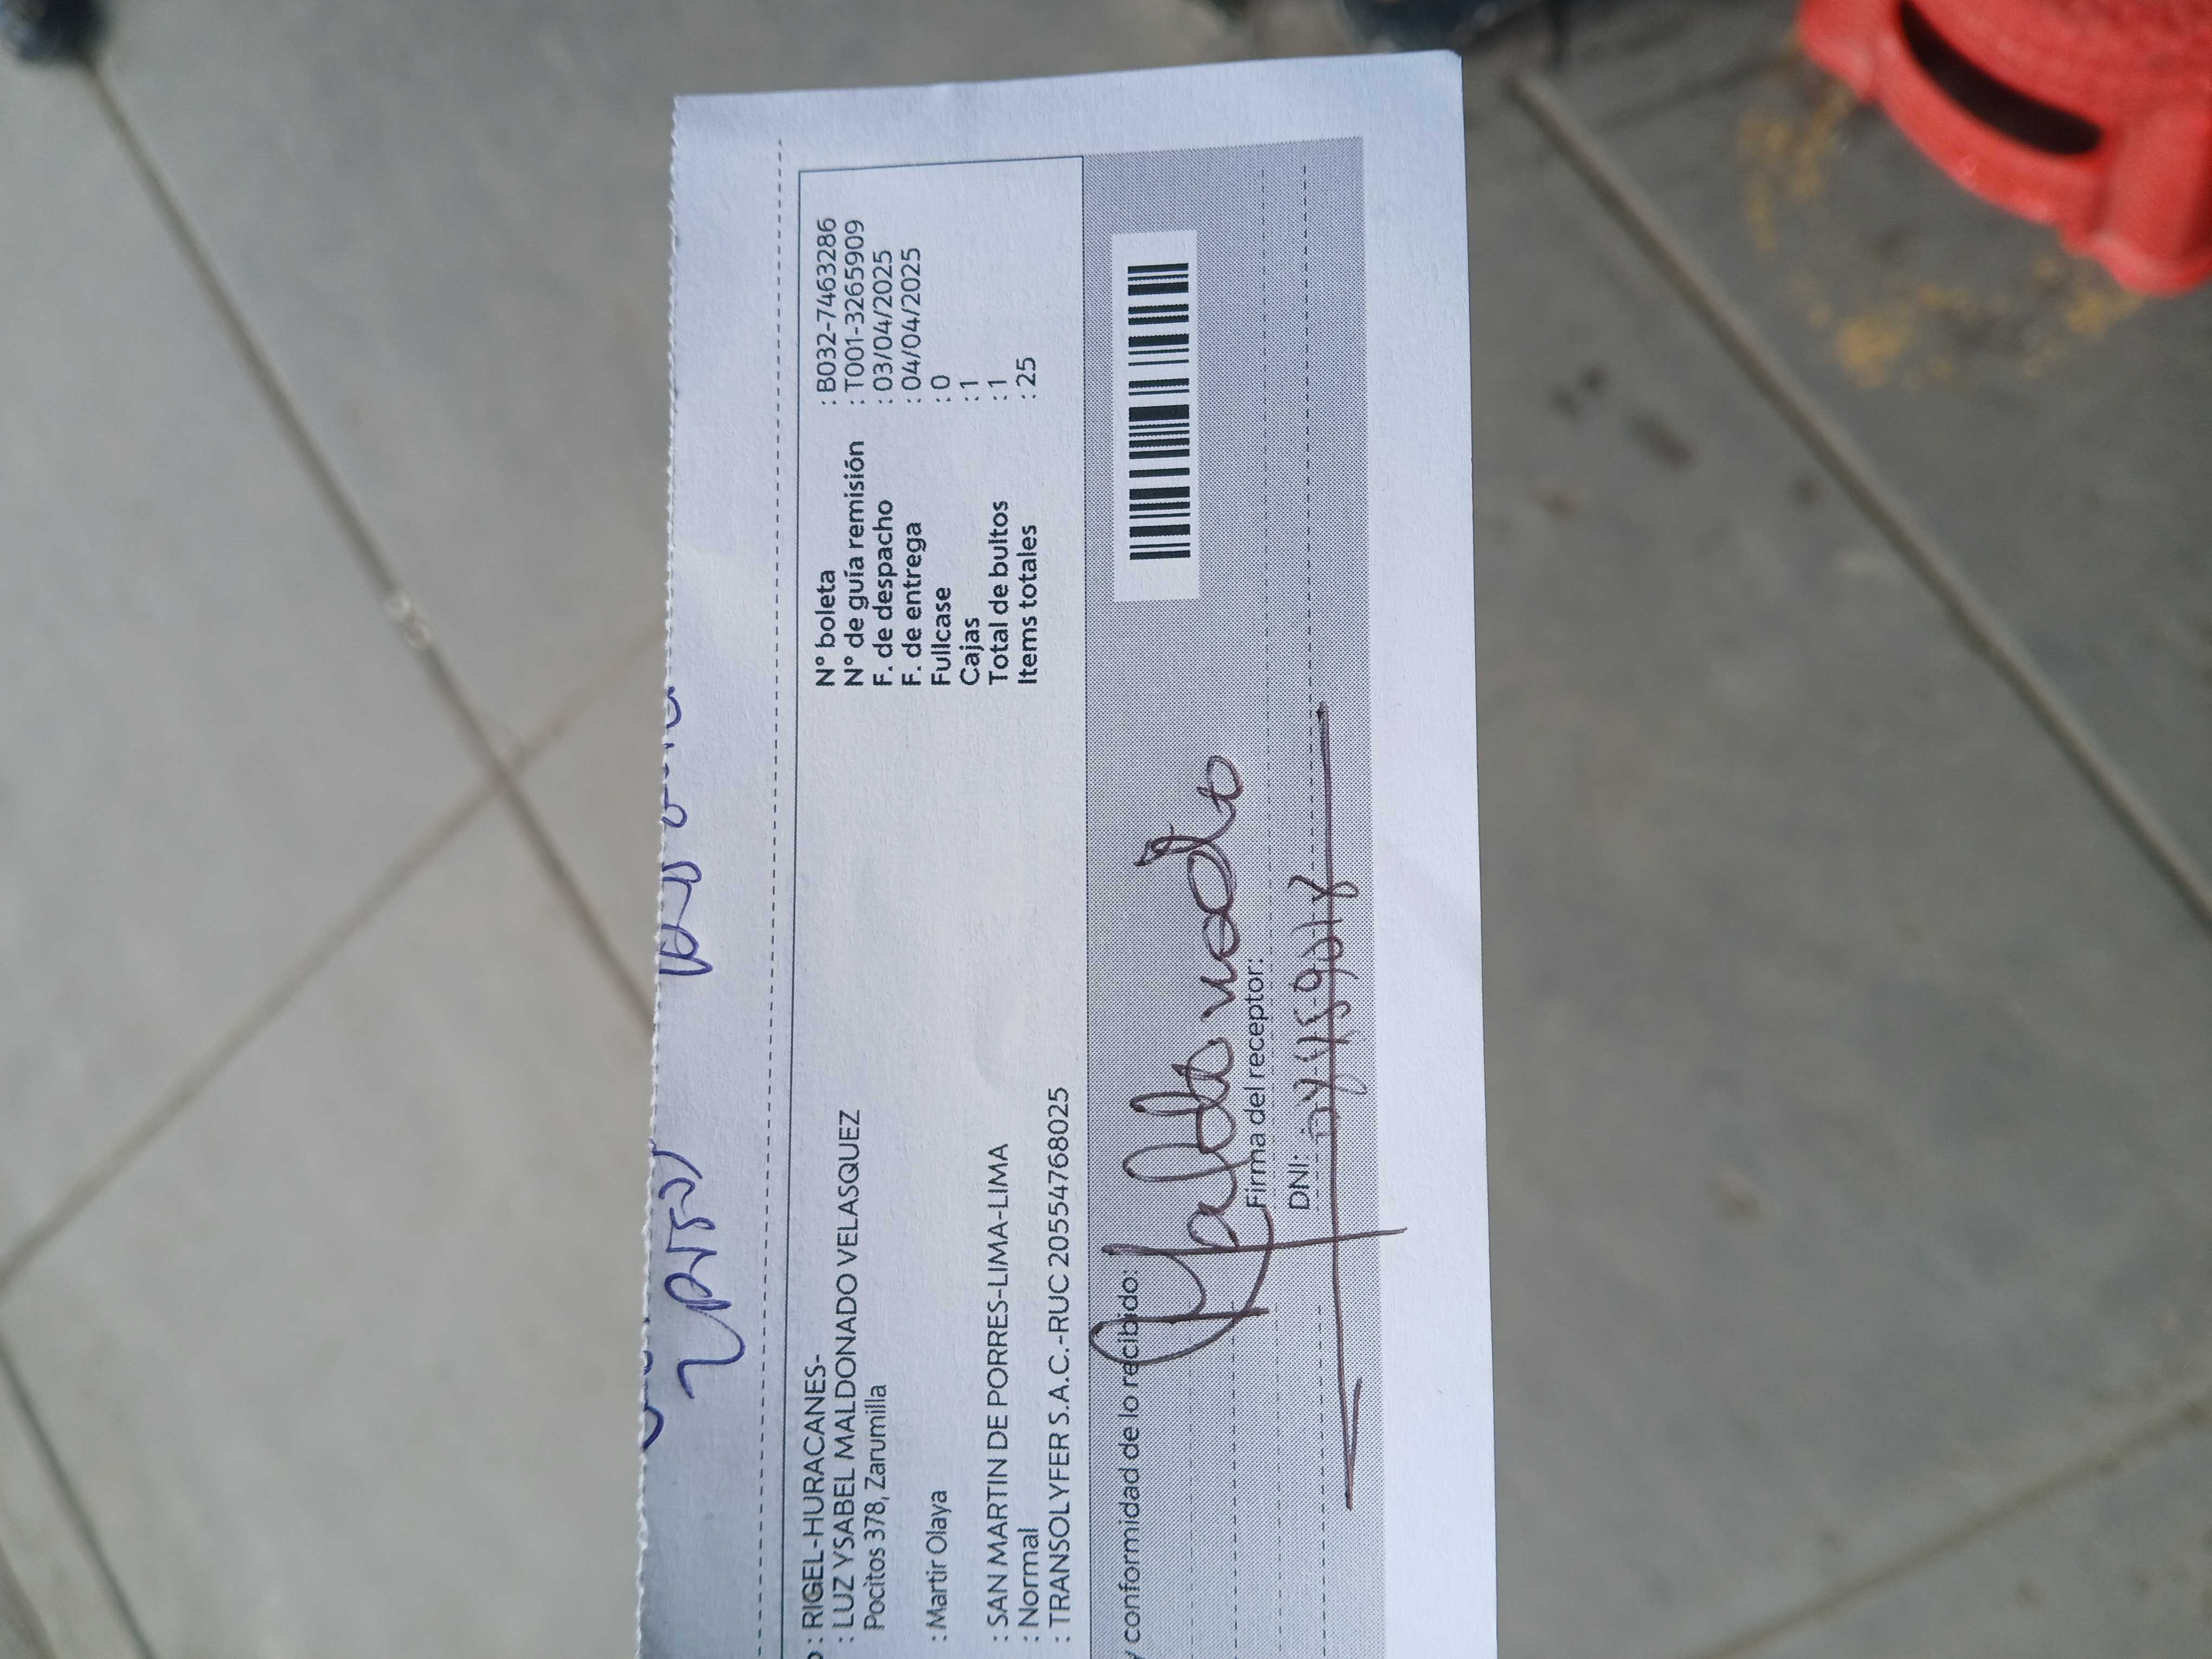 : RIGEL-HURACANES-
: LUZ YSABEL MALDONADO VELASQUEZ
Pocitos 378, Zarumilla
: Martir Olaya
: SAN MARTIN DE PORRES-LIMA-LIMA
: Normal
: TRANSOLYFER S.A.C.-RUC 20554768025
N° boleta : B032-7463286
N° de guía remisión : T001-3265909
F. de despacho : 03/04/2025
F. de entrega : 04/04/2025
Fullcase : 0
Cajas : 1
Total de bultos : 1
Items totales : 25
y conformidad de lo recibido:
Maldonado
Firma del receptor:
DNI: